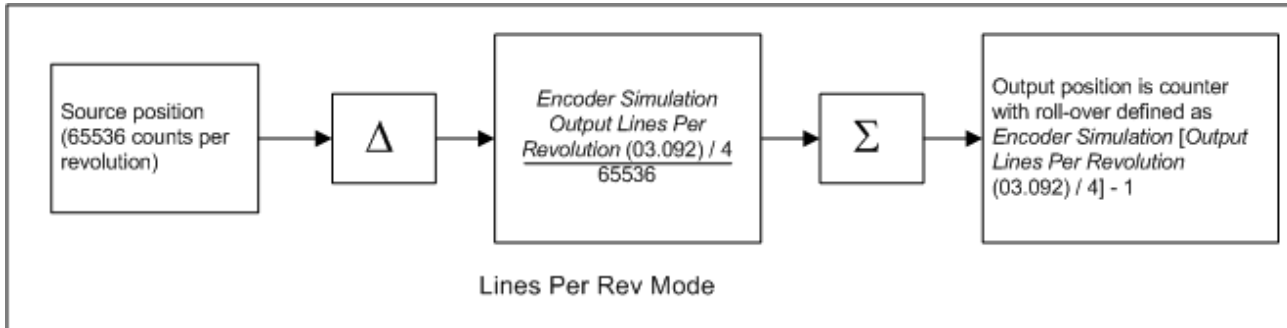 Source position
(65536 counts per
revolution)
Δ
Encoder Simulation
Output Lines Per
Revolution (03.092) / 4
65536
Σ
Output position is counter
with roll-over defined as
Encoder Simulation [Output
Lines Per Revolution
(03.092) / 4] - 1
Lines Per Rev Mode